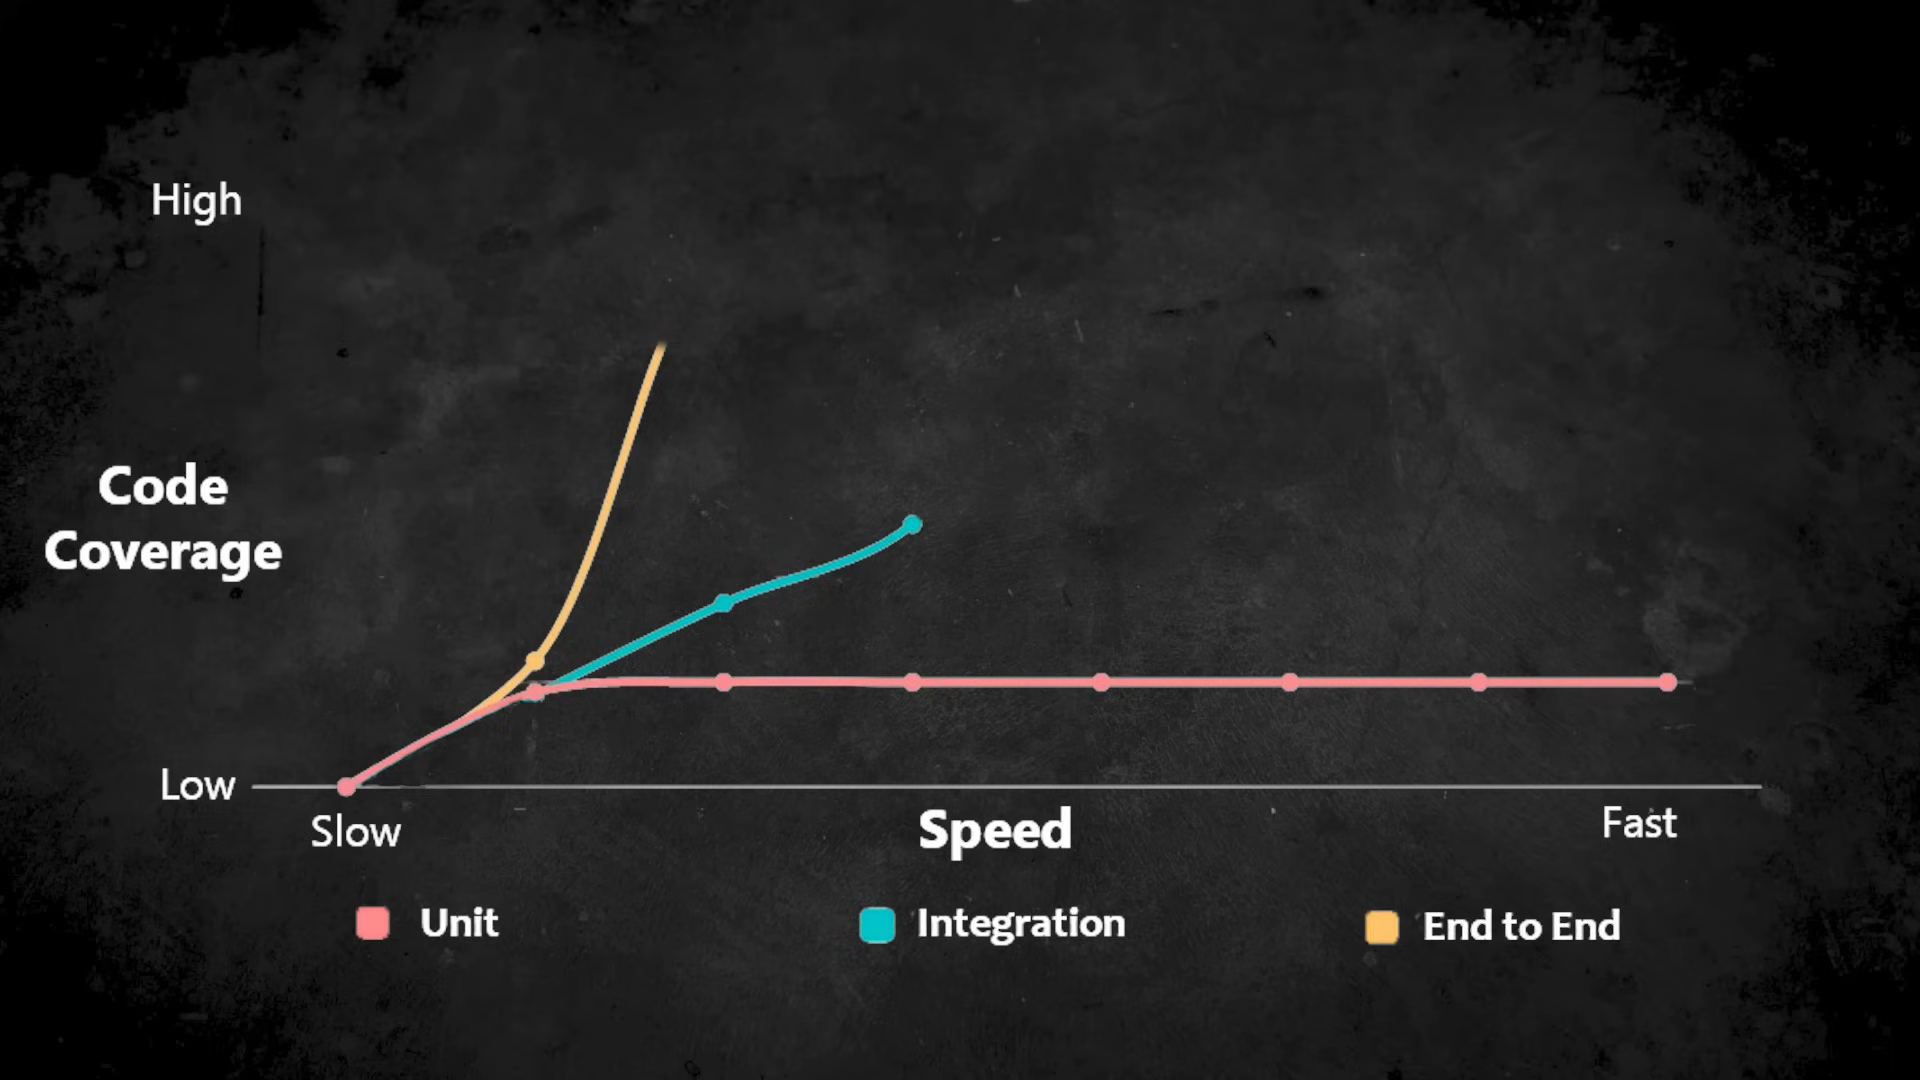 High
Code
Coverage
Low
Slow
Speed
Fast
Unit
Integration
End to End